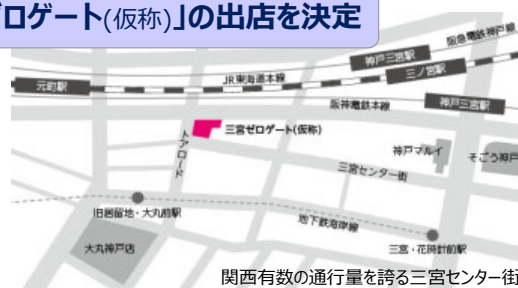 ゼロゲート(仮称)」の出店を決定
阪急電鉄神戸線
神戸三宮駅
三ノ宮駅
元町駅
JR東海道本線
阪神電鉄本線
神戸三宮駅
三宮ゼロゲート(仮称)
トアロード
神戸マルイ
そごう神戸
三宮センター街
旧居留地・大丸前駅
地下鉄海岸線
大丸神戸店
三宮・花時計前駅
関西有数の通行量を誇る三宮センター街